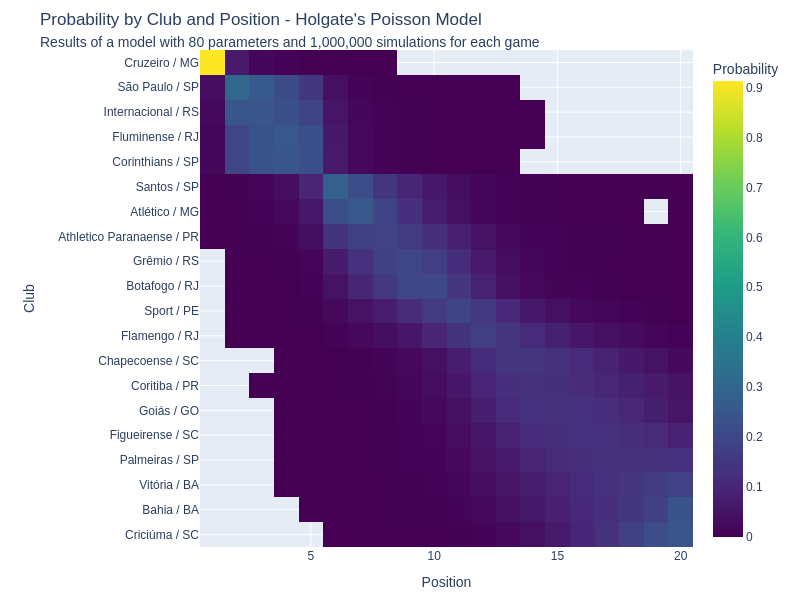 Probability by Club and Position - Holgate's Poisson Model
Results of a model with 80 parameters and 1,000,000 simulations for each game
Probability
Cruzeiro / MG
São Paulo / SP
Internacional / RS
Fluminense / RJ
Corinthians / SP
Santos / SP
Atlético / MG
Athletico Paranaense / PR
Grêmio / RS
Botafogo / RJ
Sport / PE
Flamengo / RJ
Chapecoense / SC
Coritiba / PR
Goiás / GO
Figueirense / SC
Palmeiras / SP
Vitória / BA
Bahia / BA
Criciúma / SC
Club
5
10
15
20
Position
0.9
0.8
0.7
0.6
0.5
0.4
0.3
0.2
0.1
0